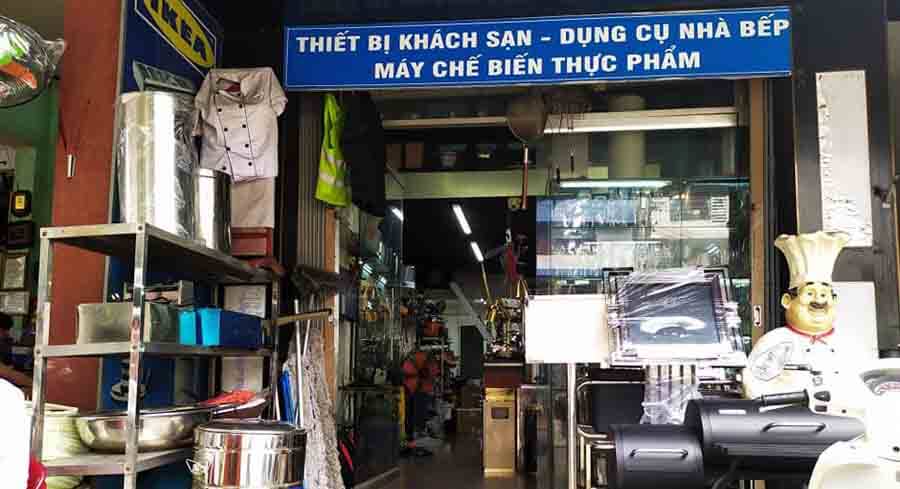 IKEA
THIẾT BỊ KHÁCH SẠN - DỤNG CỤ NHÀ BẾP
MÁY CHẾ BIẾN THỰC PHẨM